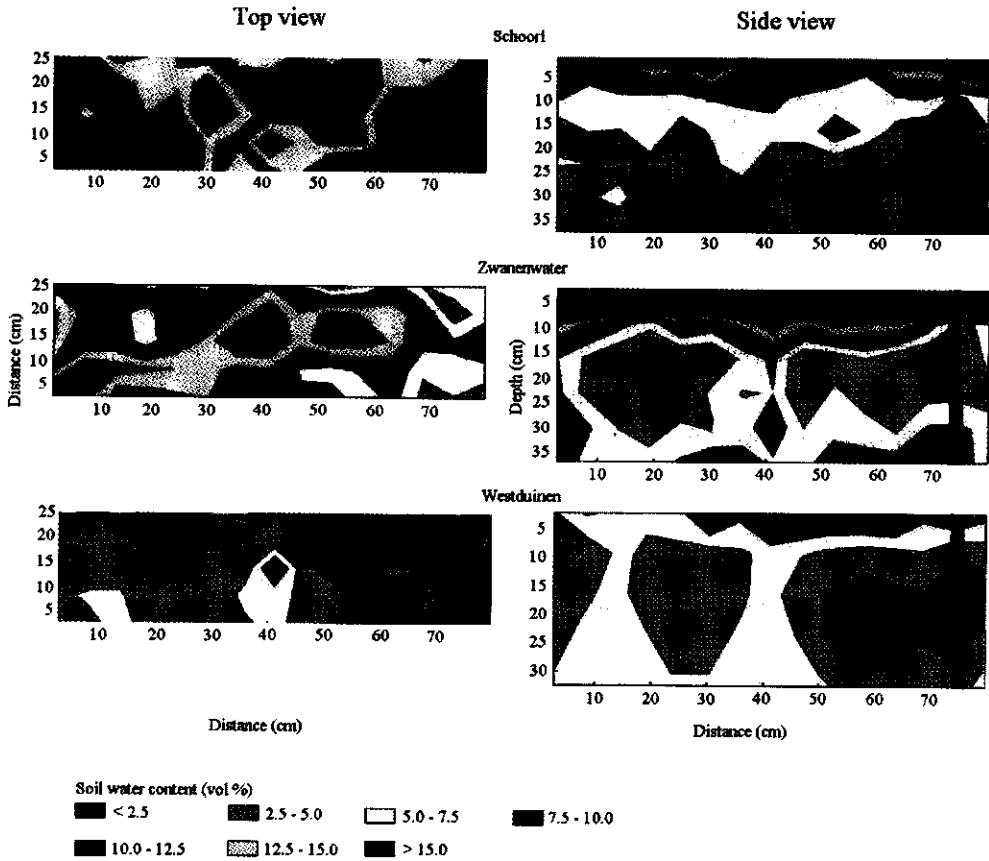 Top view
Side view
Schoorl
25
20
15
10
5
10 20 30 40 50 60 70
5
10
15
20
25
30
35
10 20 30 40 50 60 70
Zwanenwater
Distance (cm)
25
20
15
10
5
10 20 30 40 50 60 70
Depth (cm)
5
10
15
20
25
30
35
10 20 30 40 50 60 70
Westduinen
25
20
15
10
5
10 20 30 40 50 60 70
5
10
15
20
25
30
10 20 30 40 50 60 70
Distance (cm)
Distance (cm)
Soil water content (vol %)
< 2.5
2.5 - 5.0
5.0 - 7.5
7.5 - 10.0
10.0 - 12.5
12.5 - 15.0
> 15.0